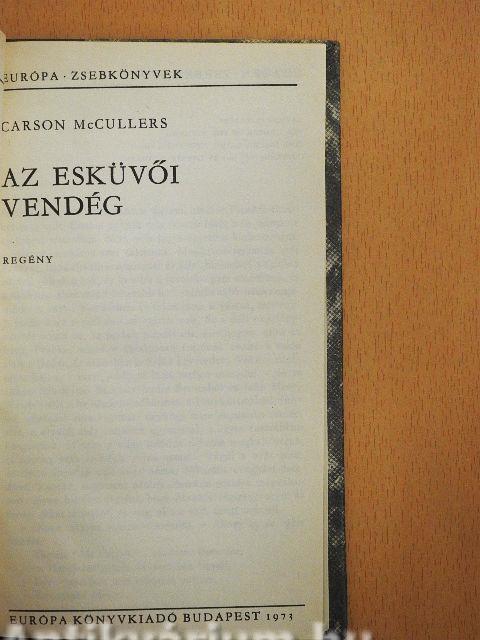 EURÓPA · ZSEBKÖNYVEK
CARSON McCULLERS
AZ ESKÜVŐI
VENDÉG
REGÉNY
EURÓPA KÖNYVKIADÓ BUDAPEST 1973